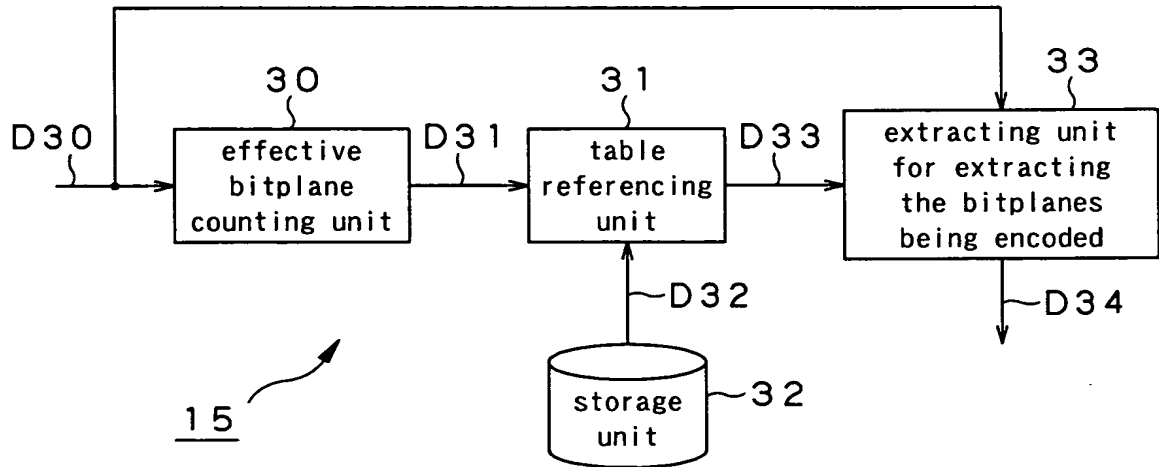 30
31
33
D30
effective
bitplane
counting unit
D31
table
referencing
unit
D33
extracting unit
for extracting
the bitplanes
being encoded
D32
D34
storage
unit
32
15